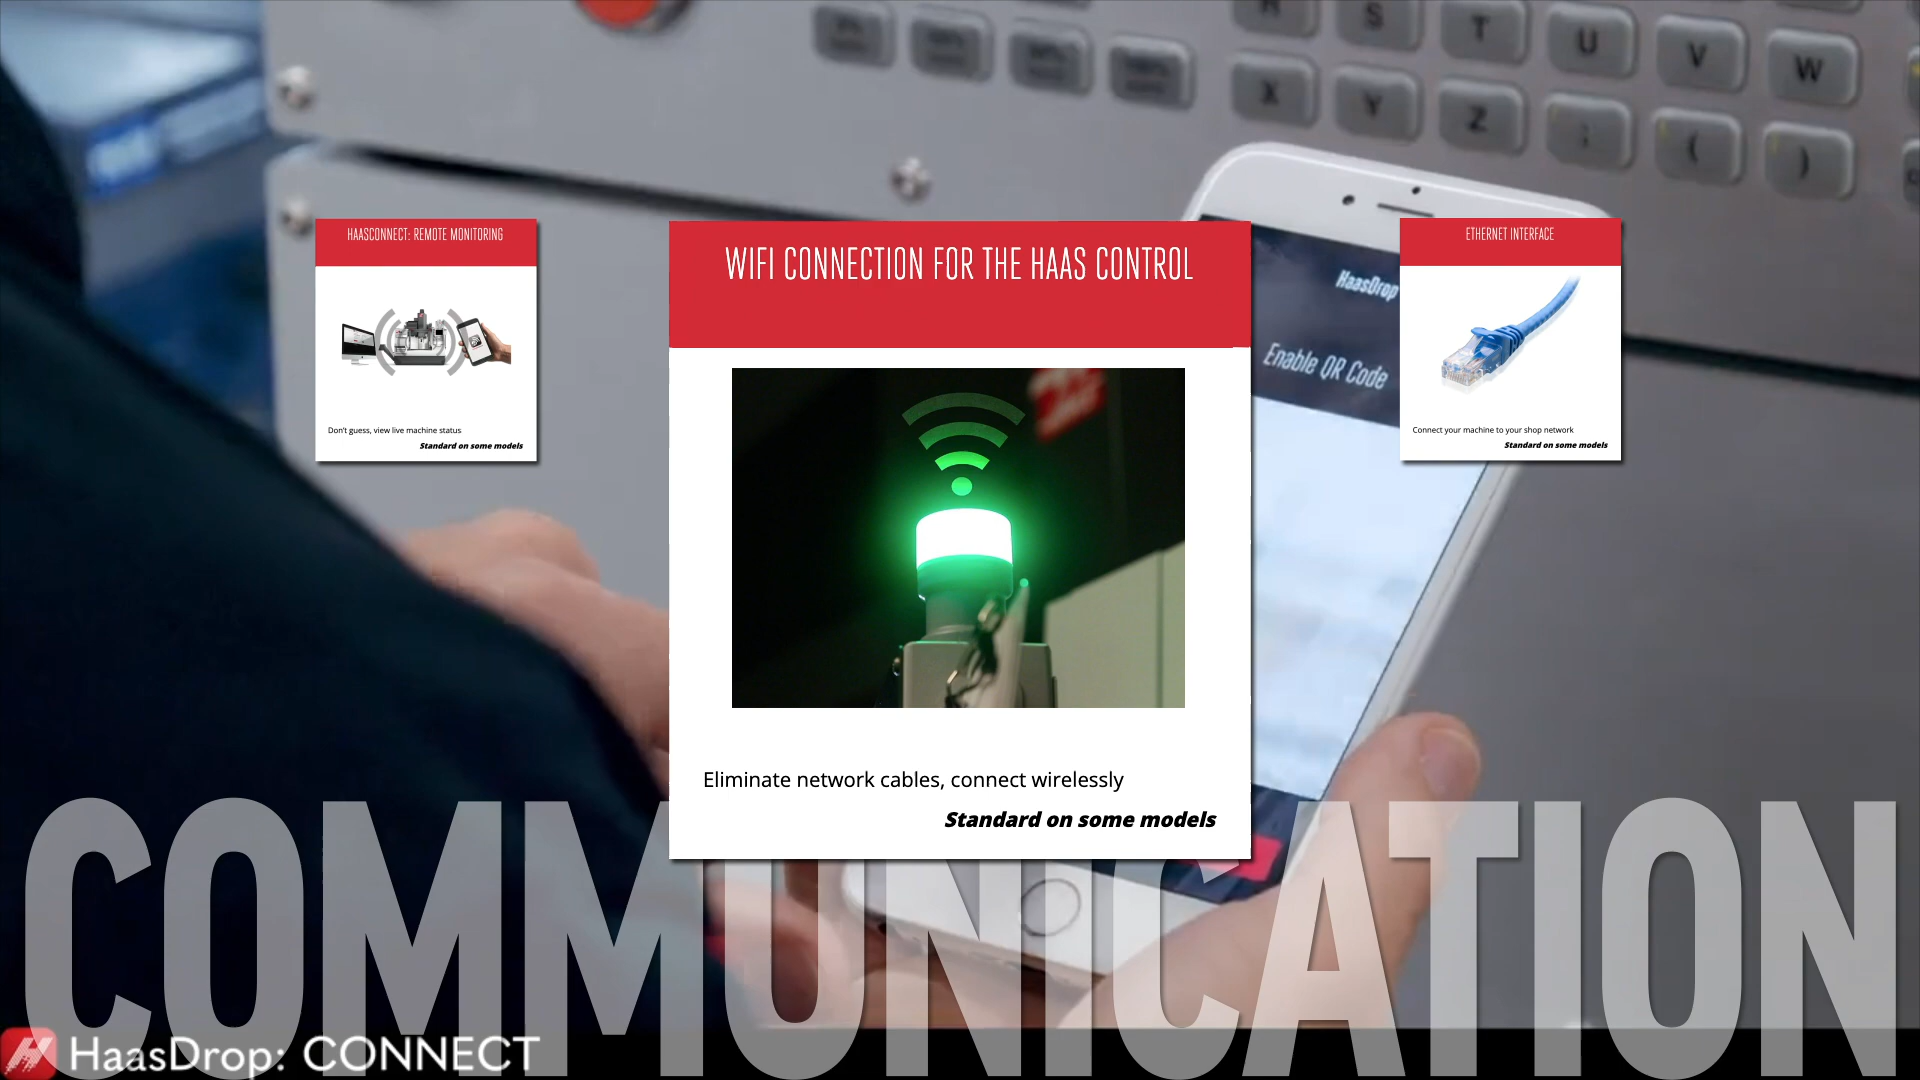 R S T U V W
X Y Z ; ( )
HAASCONNECT: REMOTE MONITORING
Don't guess, view live machine status
Standard on some models
WIFI CONNECTION FOR THE HAAS CONTROL
Eliminate network cables, connect wirelessly
Standard on some models
HaasDrop
Enable QR Code
ETHERNET INTERFACE
Connect your machine to your shop network
Standard on some models
COMMUNICATION
HaasDrop: CONNECT